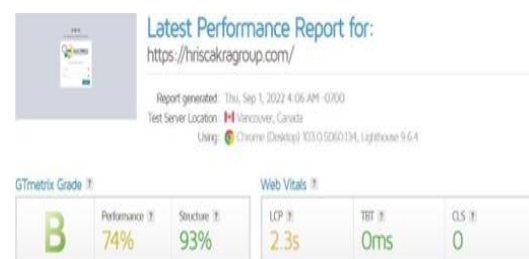 Latest Performance Report for:
https://hriscakragroup.com/
Report generated: Thu, Sep 1, 2022 4:06 AM -0700
Test Server Location: Vancouver, Canada
Using: Chrome (Desktop) 103.0.5060.134, Lighthouse 9.6.4
GTmetrix Grade ?
Web Vitals ?
Performance ? Structure ? LCP ? TBT ? CLS ?
B 74% 93% 2.3s 0ms 0